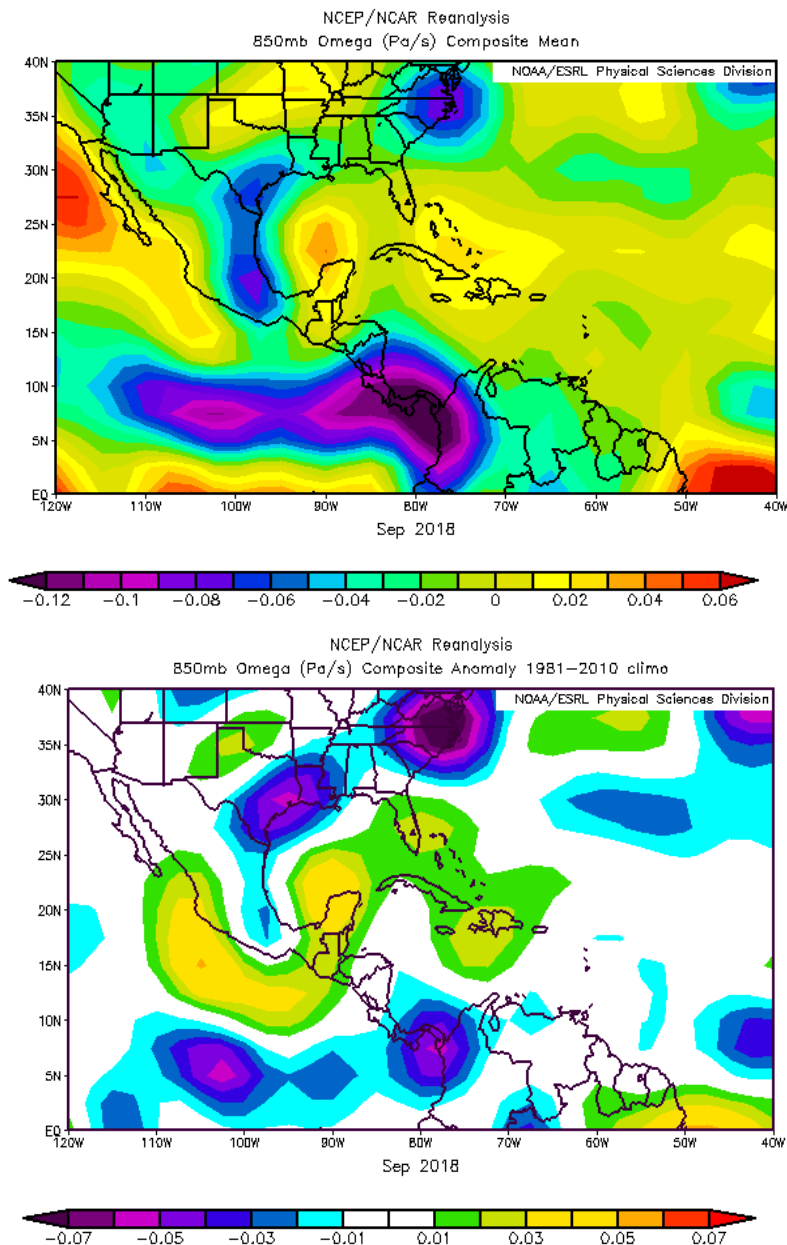 NCEP/NCAR Reanalysis
850mb Omega (Pa/s) Composite Mean
NOAA/ESRL Physical Sciences Division
40N
35N
30N
25N
20N
15N
10N
5N
EQ
120W 110W 100W 90W 80W 70W 60W 50W 40W
Sep 2018
-0.12 -0.1 -0.08 -0.06 -0.04 -0.02 0 0.02 0.04 0.06
NCEP/NCAR Reanalysis
850mb Omega (Pa/s) Composite Anomaly 1981-2010 climo
NOAA/ESRL Physical Sciences Division
40N
35N
30N
25N
20N
15N
10N
5N
EQ
120W 110W 100W 90W 80W 70W 60W 50W 40W
Sep 2018
-0.07 -0.05 -0.03 -0.01 0.01 0.03 0.05 0.07